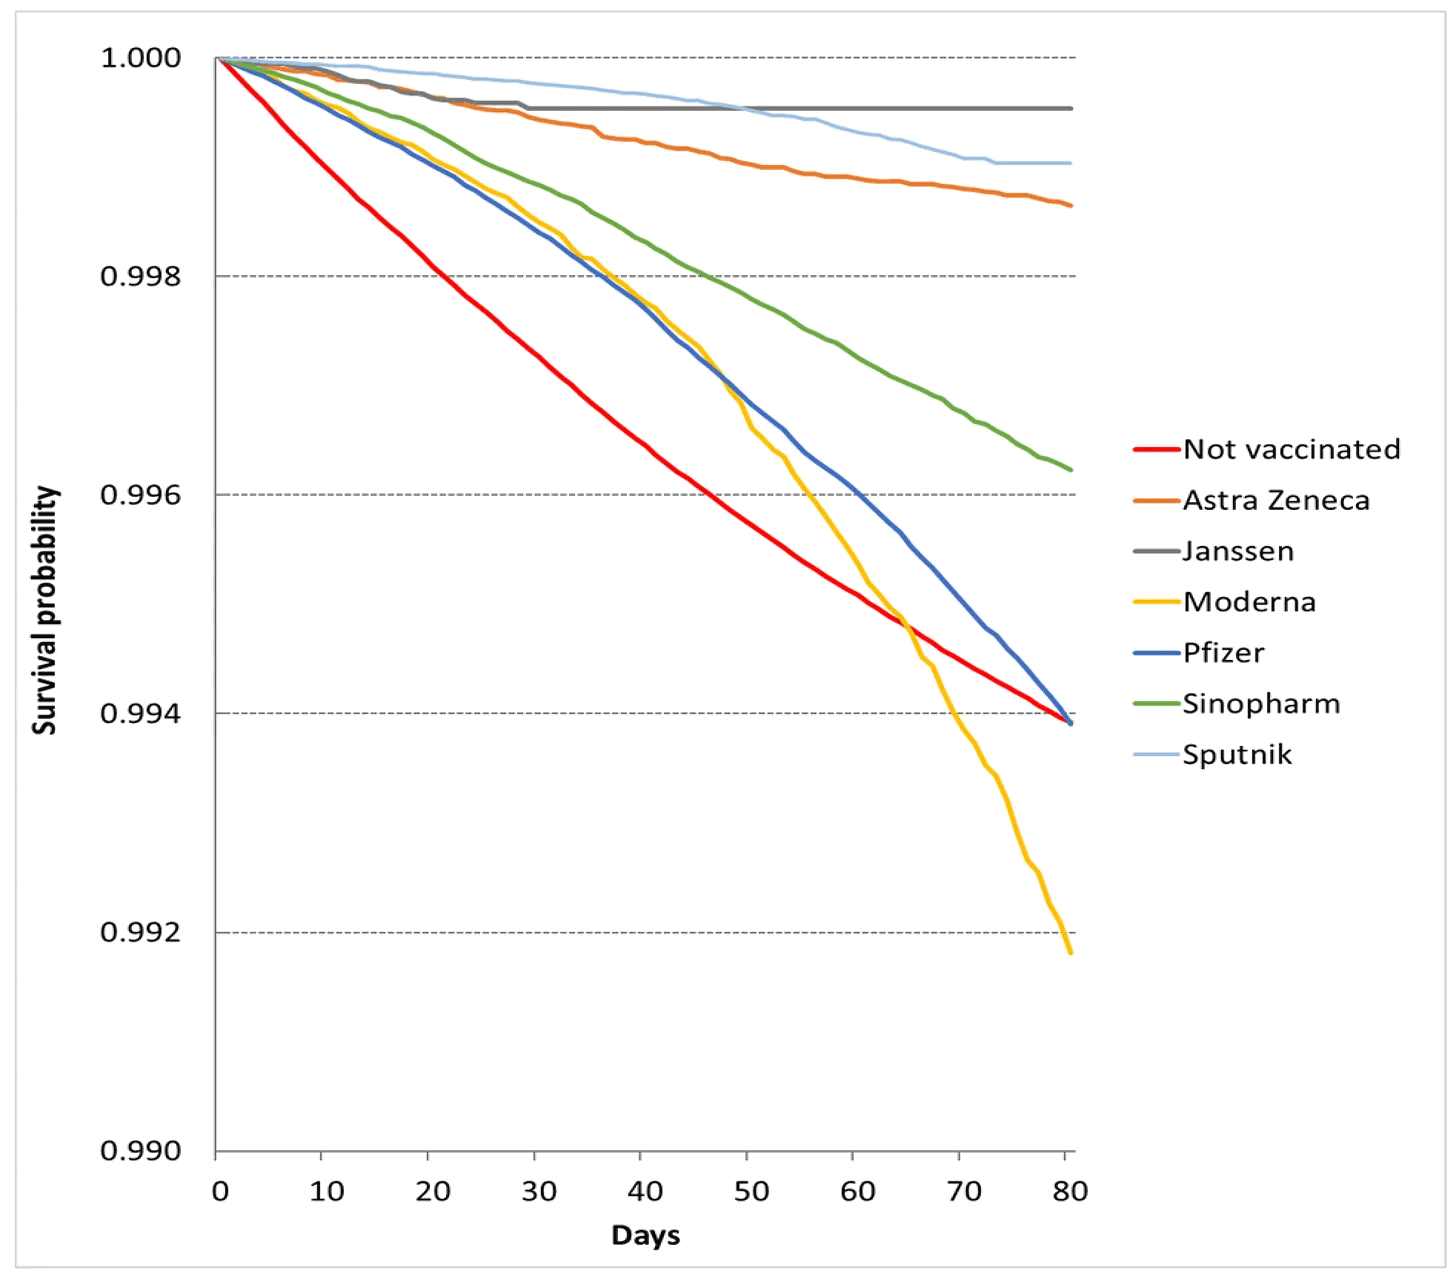 1.000
0.998
0.996
0.994
0.992
0.990
Survival probability
0 10 20 30 40 50 60 70 80
Days
Not vaccinated
Astra Zeneca
Janssen
Moderna
Pfizer
Sinopharm
Sputnik